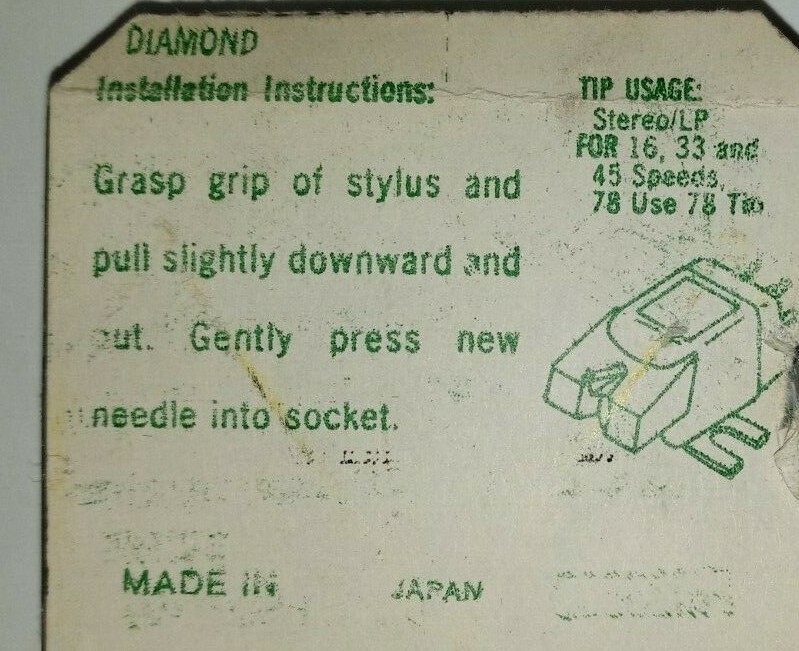 DIAMOND
Installation Instructions:
Grasp grip of stylus and
pull slightly downward and
out. Gently press new
needle into socket.
TIP USAGE:
Stereo/LP
FOR 16, 33 and
45 Speeds,
78 Use 78 Tip
MADE IN JAPAN